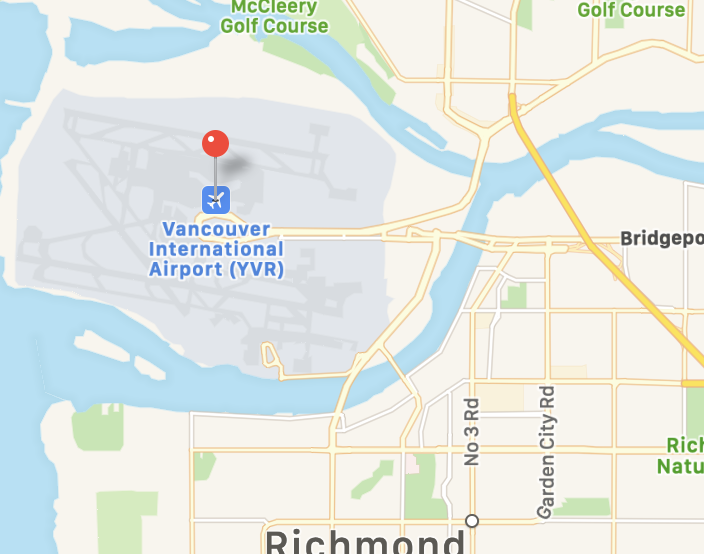 McCleery
Golf Course
Golf Course
Vancouver
International
Airport (YVR)
Bridgepo
No 3 Rd
Garden City Rd
Rich
Natu
Richmond